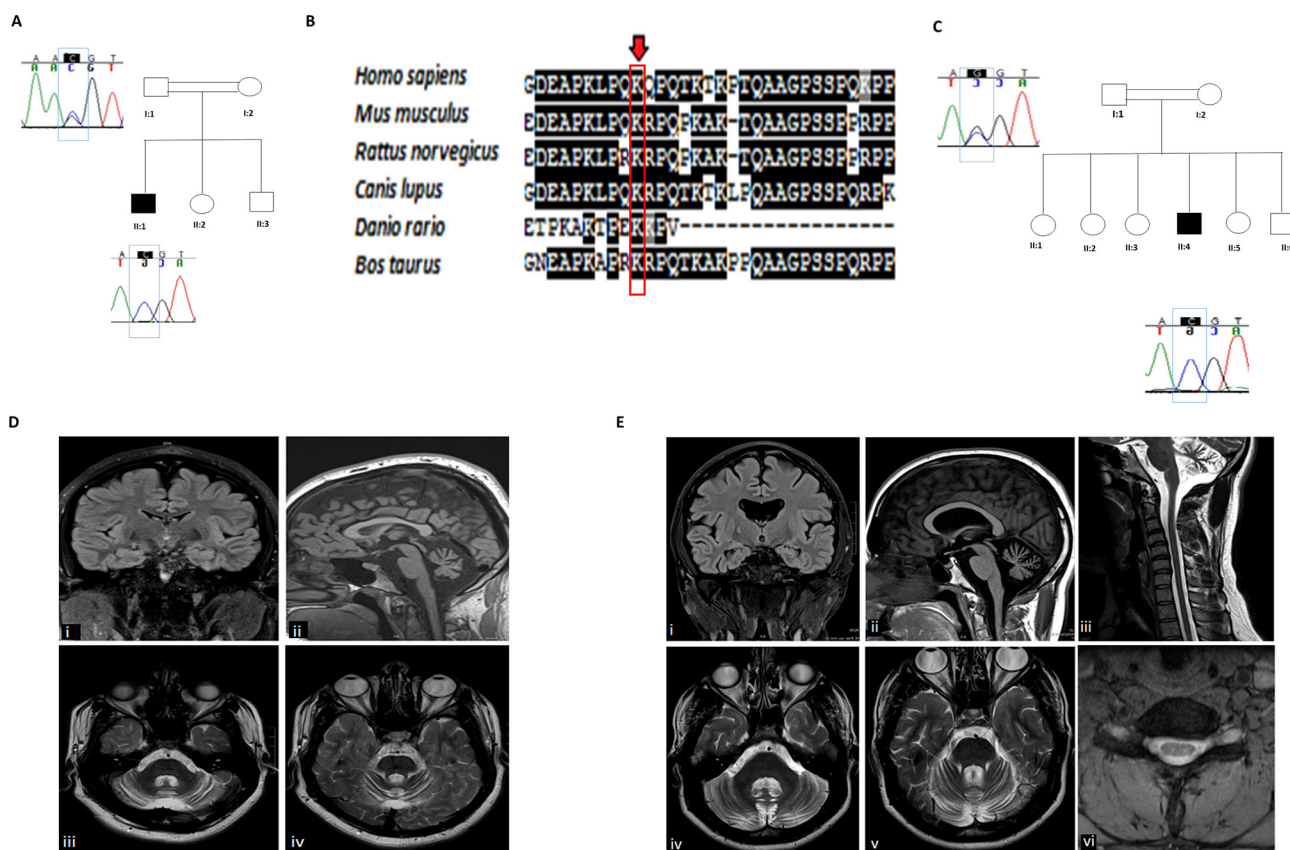 A
B
C
A A C G T
I:1
I:2
II:1
II:2
II:3
A C G T
Homo sapiens GDEAPKLPQKQPQTKTKPTQAAGPSSPQKPP
Mus musculus EDEAPKLPQKRPQPKAK-TQAAGPSSPPRPP
Rattus norvegicus EDEAPKLPRKRPQPKAK-TQAAGPSSPPRPP
Canis lupus GDEAPKLPQKRPQTKTKLPQAAGPSSPQRPK
Danio rario ETPKAKTPEKKPV------------------
Bos taurus GNEAPKAPRKRPQTKAKPPQAAGPSSPQRPP
A G G T
I:1
I:2
II:1
II:2
II:3
II:4
II:5
A C G T
D
E
i
ii
iii
iv
i
ii
iii
iv
v
vi